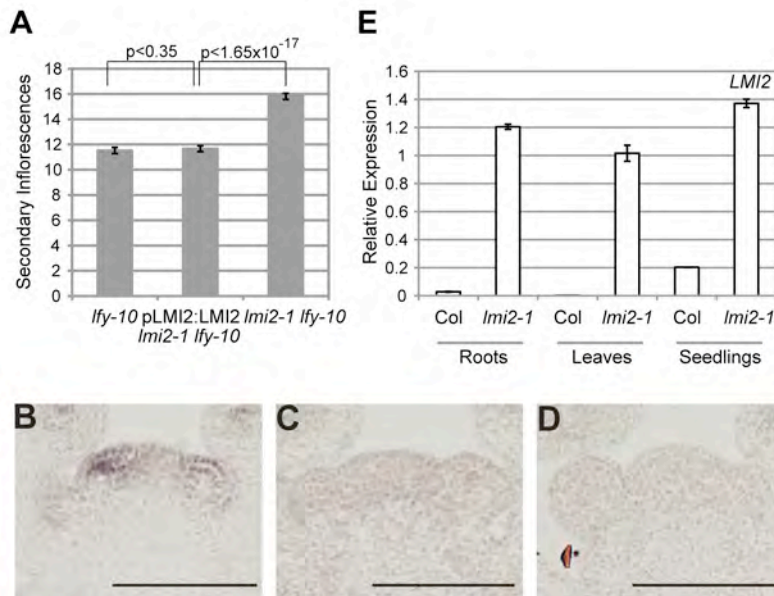 A
p<0.35
p<1.65x10-17
Secondary Inflorescences
18
16
14
12
10
8
6
4
2
0
lfy-10 pLMI2:LMI2 lmi2-1 lfy-10
lmi2-1 lfy-10
E
LMI2
Relative Expression
1.6
1.4
1.2
1
0.8
0.6
0.4
0.2
0
Col lmi2-1 Col lmi2-1 Col lmi2-1
Roots Leaves Seedlings
B
C
D